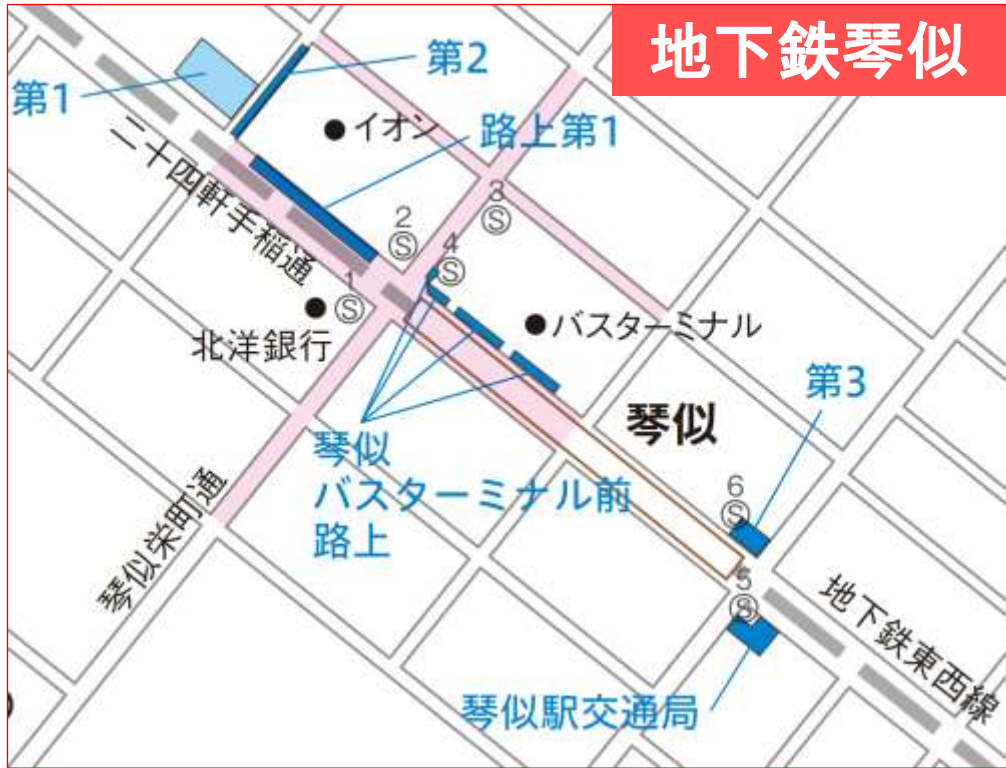 地下鉄琴似
第2
第1
イオン
路上第1
二十四軒手稲通
3
Ⓢ
2
Ⓢ
4
Ⓢ
1
Ⓢ
バスターミナル
北洋銀行
第3
琴似
琴似
バスターミナル前
路上
6
Ⓢ
琴似栄町通
5
Ⓢ
地下鉄東西線
琴似駅交通局